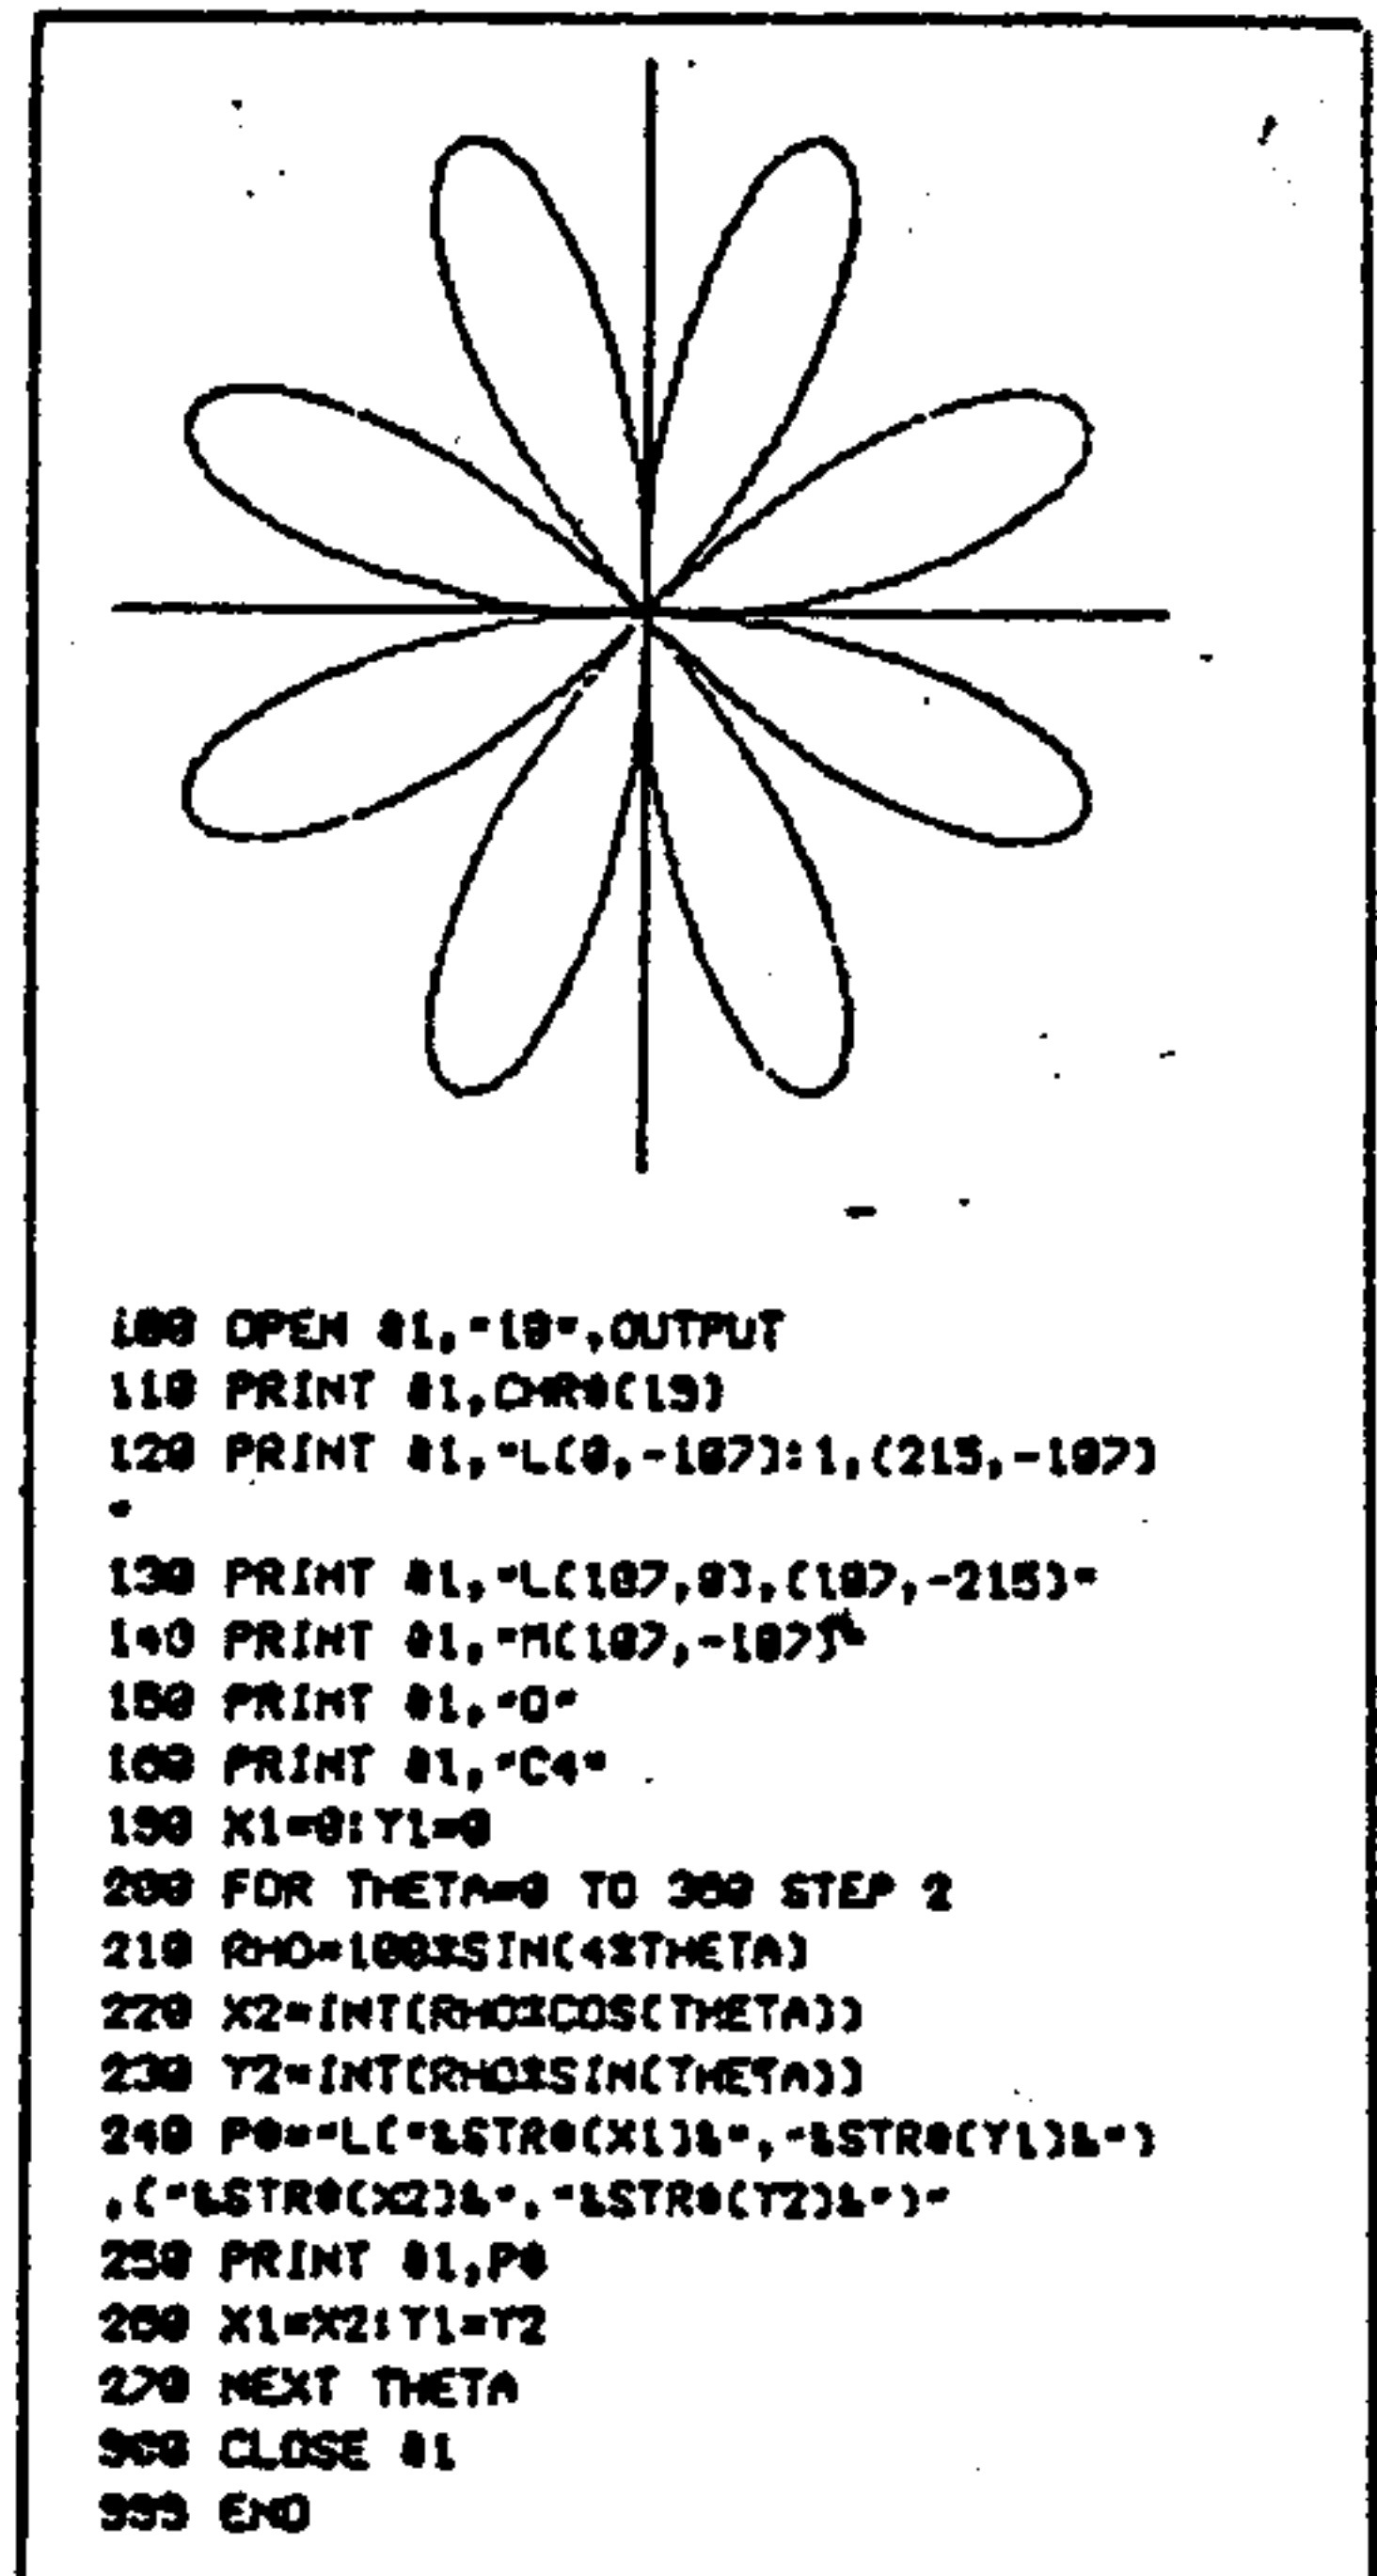 100 OPEN #1,"10",OUTPUT
110 PRINT #1,CHR$(19)
120 PRINT #1,"L(0,-107):1,(215,-107)
"
130 PRINT #1,"L(107,0),(107,-215)"
140 PRINT #1,"M(107,-107)"
150 PRINT #1,"O"
160 PRINT #1,"C4"
190 X1=0:Y1=0
200 FOR THETA=0 TO 360 STEP 2
210 RHO=100*SIN(4*THETA)
220 X2=INT(RHO*COS(THETA))
230 Y2=INT(RHO*SIN(THETA))
240 P$="L("&STR$(X1)&","&STR$(Y1)&")
,("&STR$(X2)&","&STR$(Y2)&")"
250 PRINT #1,P$
260 X1=X2:Y1=Y2
270 NEXT THETA
900 CLOSE #1
999 END